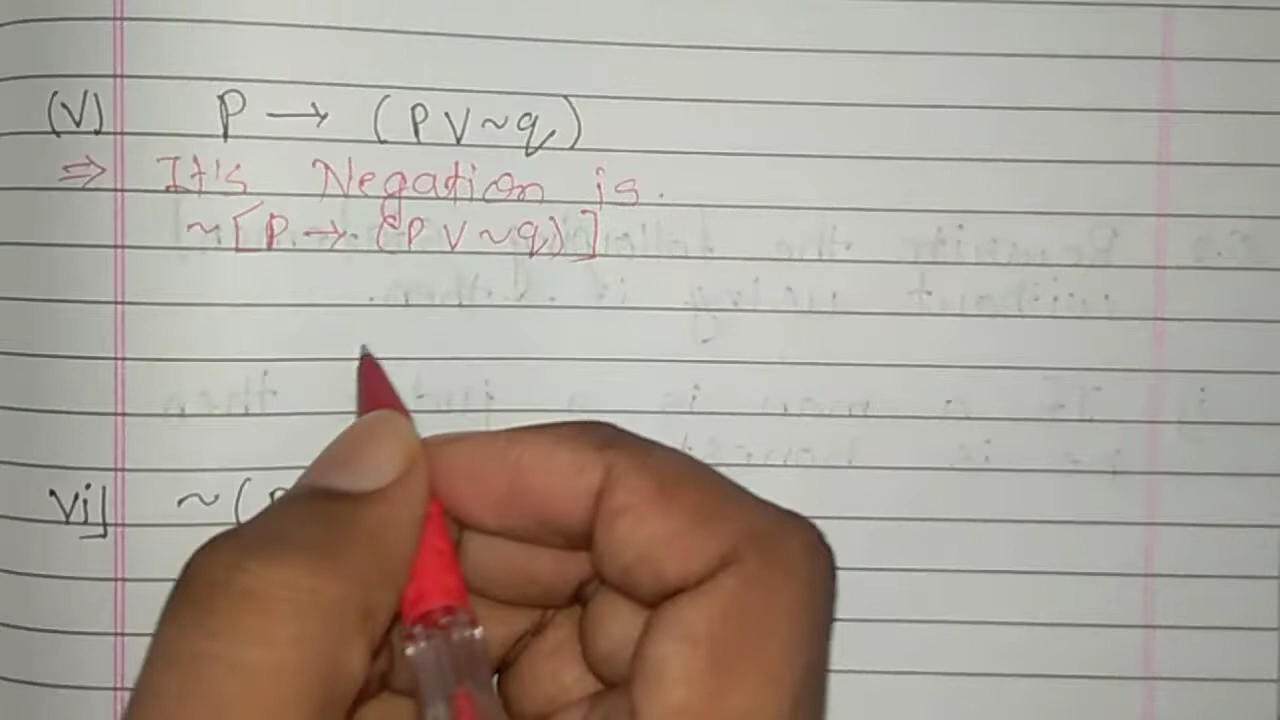 (V) P → (P V ~q)
⇒ It's Negation is.
~[P → (P V ~q)]
Vi] ~(